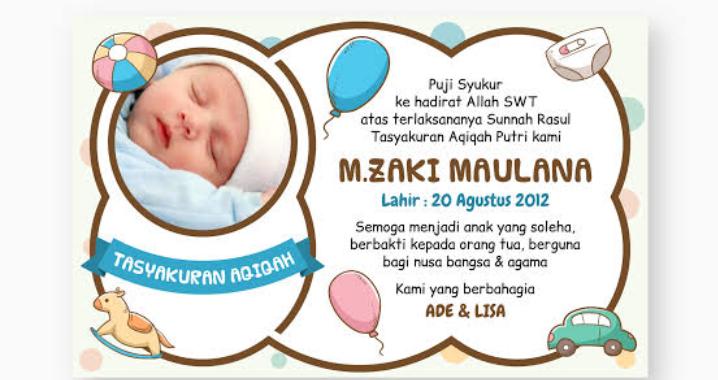 TASYAKURAN AQIQAH
Puji Syukur
ke hadirat Allah SWT
atas terlaksananya Sunnah Rasul
Tasyakuran Aqiqah Putri kami
M.ZAKI MAULANA
Lahir : 20 Agustus 2012
Semoga menjadi anak yang soleha,
berbakti kepada orang tua, berguna
bagi nusa bangsa & agama
Kami yang berbahagia
ADE & LISA